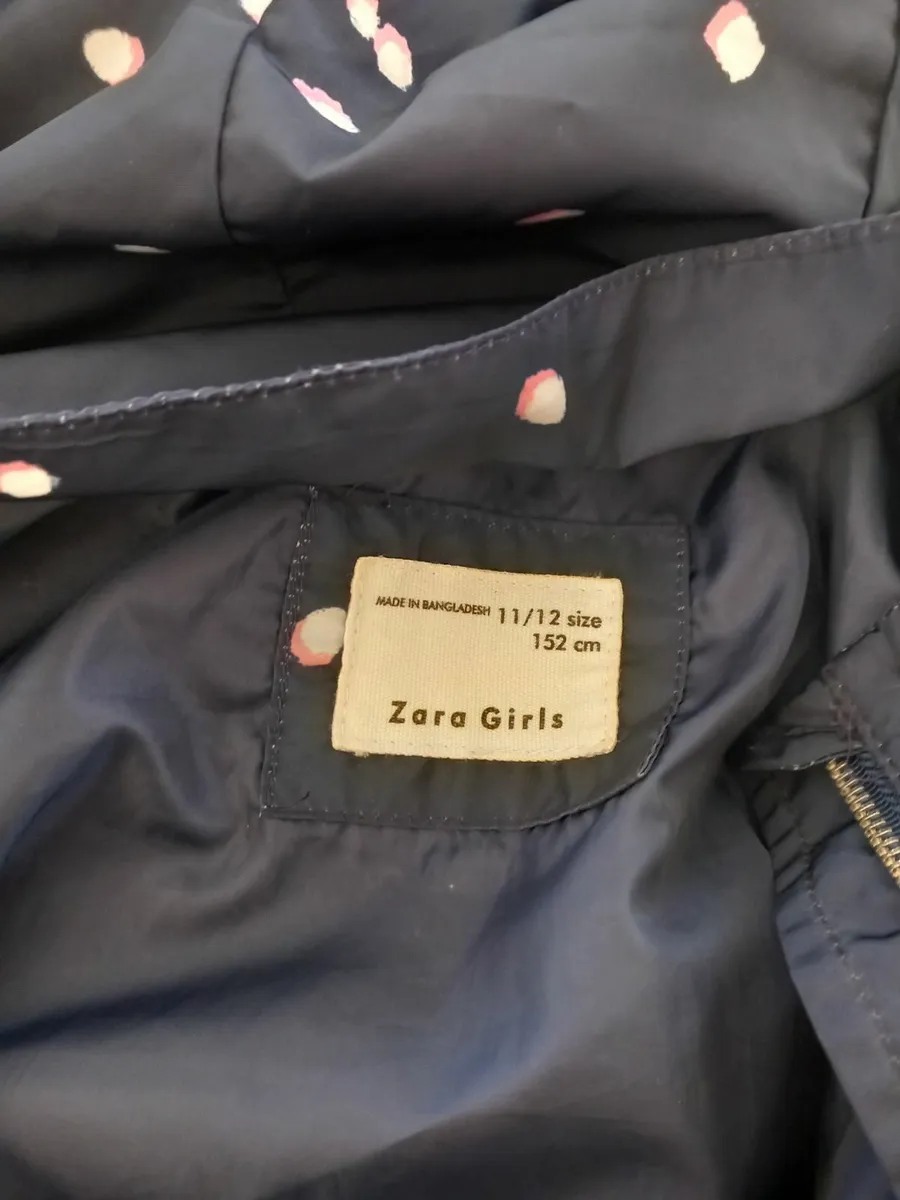 MADE IN BANGLADESH 11/12 size
152 cm
Zara Girls